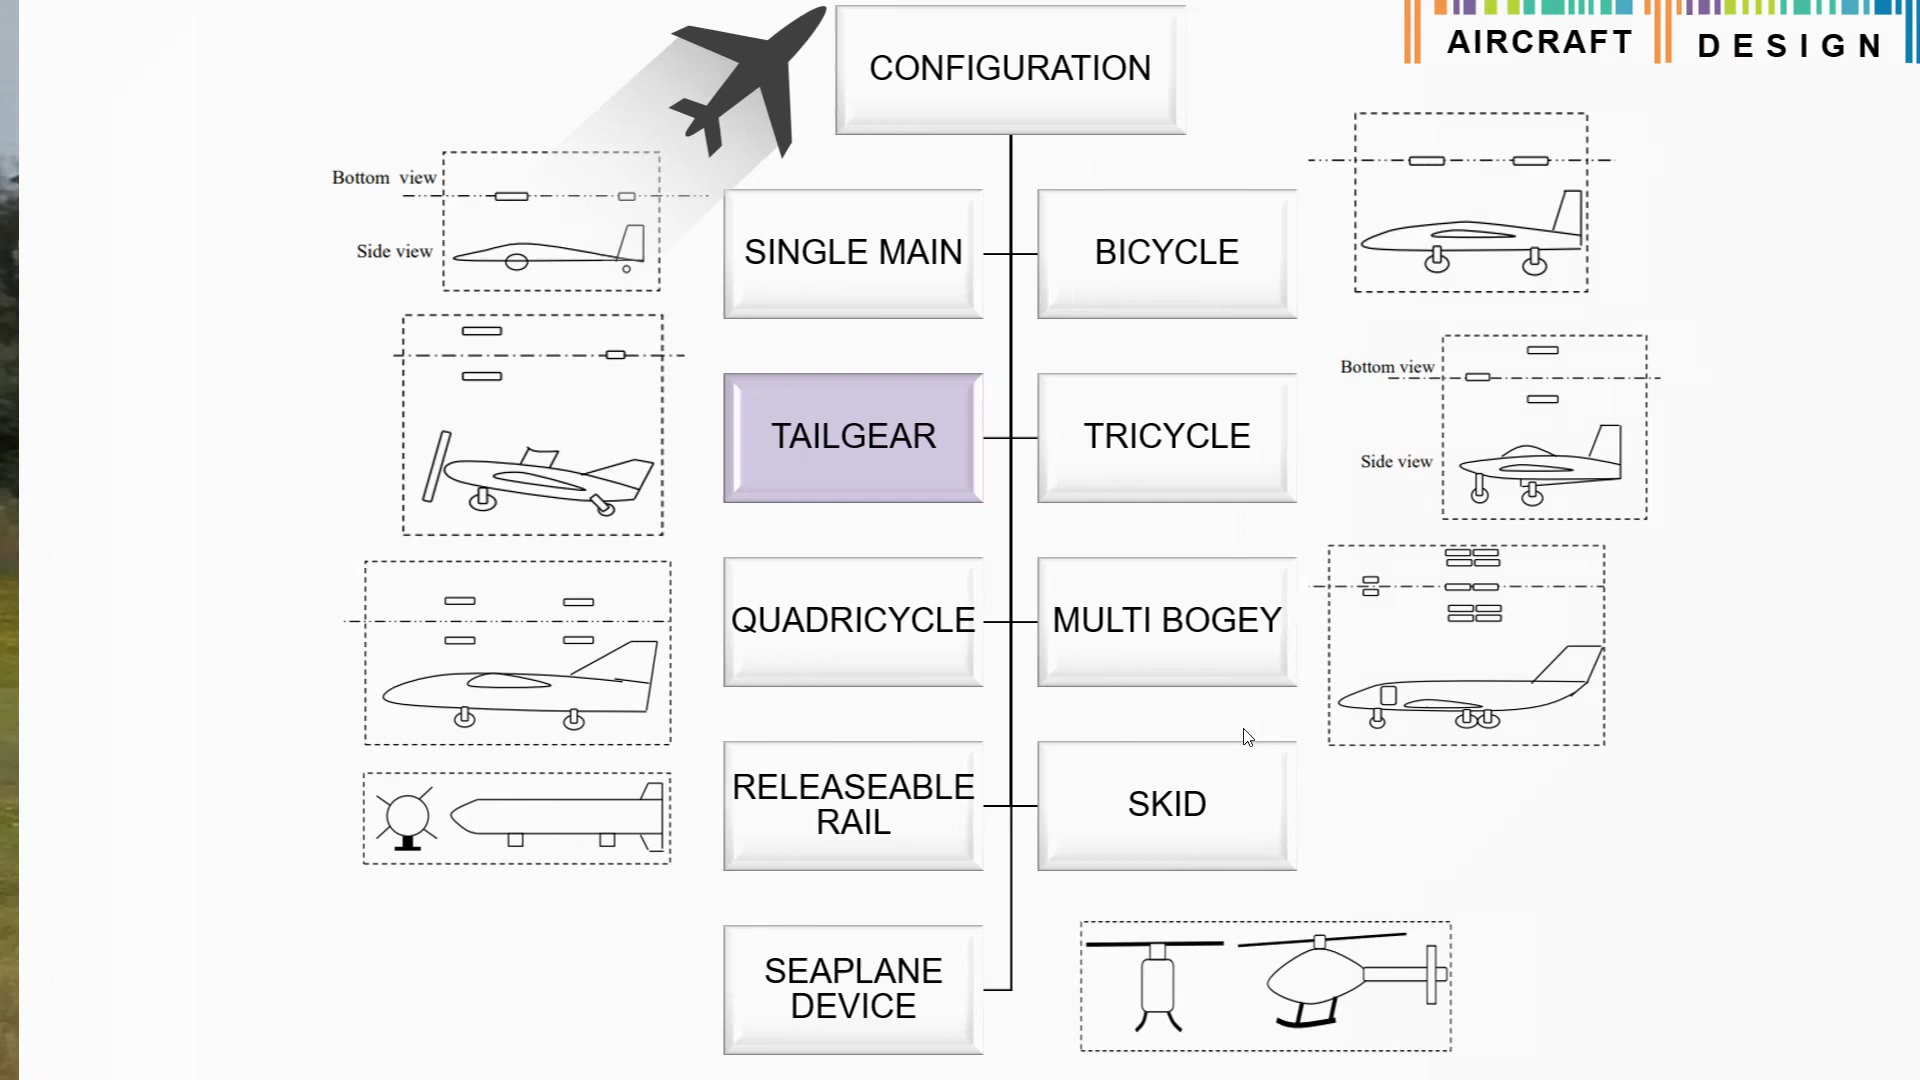 AIRCRAFT DESIGN
CONFIGURATION
Bottom view
Side view
SINGLE MAIN
BICYCLE
TAILGEAR
TRICYCLE
Bottom view
Side view
QUADRICYCLE
MULTI BOGEY
RELEASEABLE
RAIL
SKID
SEAPLANE
DEVICE